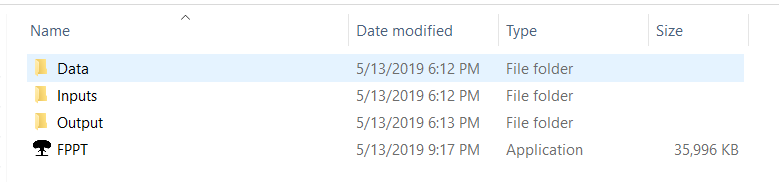 Name Date modified Type Size
Data 5/13/2019 6:12 PM File folder
Inputs 5/13/2019 6:12 PM File folder
Output 5/13/2019 6:13 PM File folder
FPPT 5/13/2019 9:17 PM Application 35,996 KB